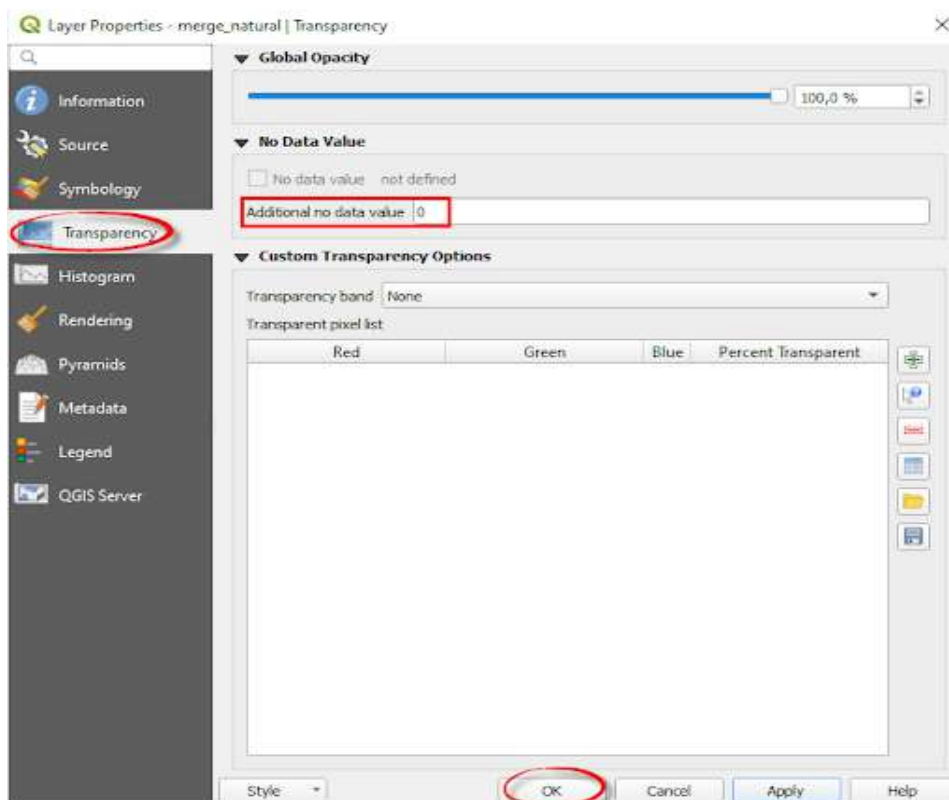 Layer Properties - merge_natural | Transparency
Information
Source
Symbology
Transparency
Histogram
Rendering
Pyramids
Metadata
Legend
QGIS Server
Global Opacity
100,0 %
No Data Value
No data value not defined
Additional no data value 0
Custom Transparency Options
Transparency band None
Transparent pixel list
Red Green Blue Percent Transparent
Style OK Cancel Apply Help